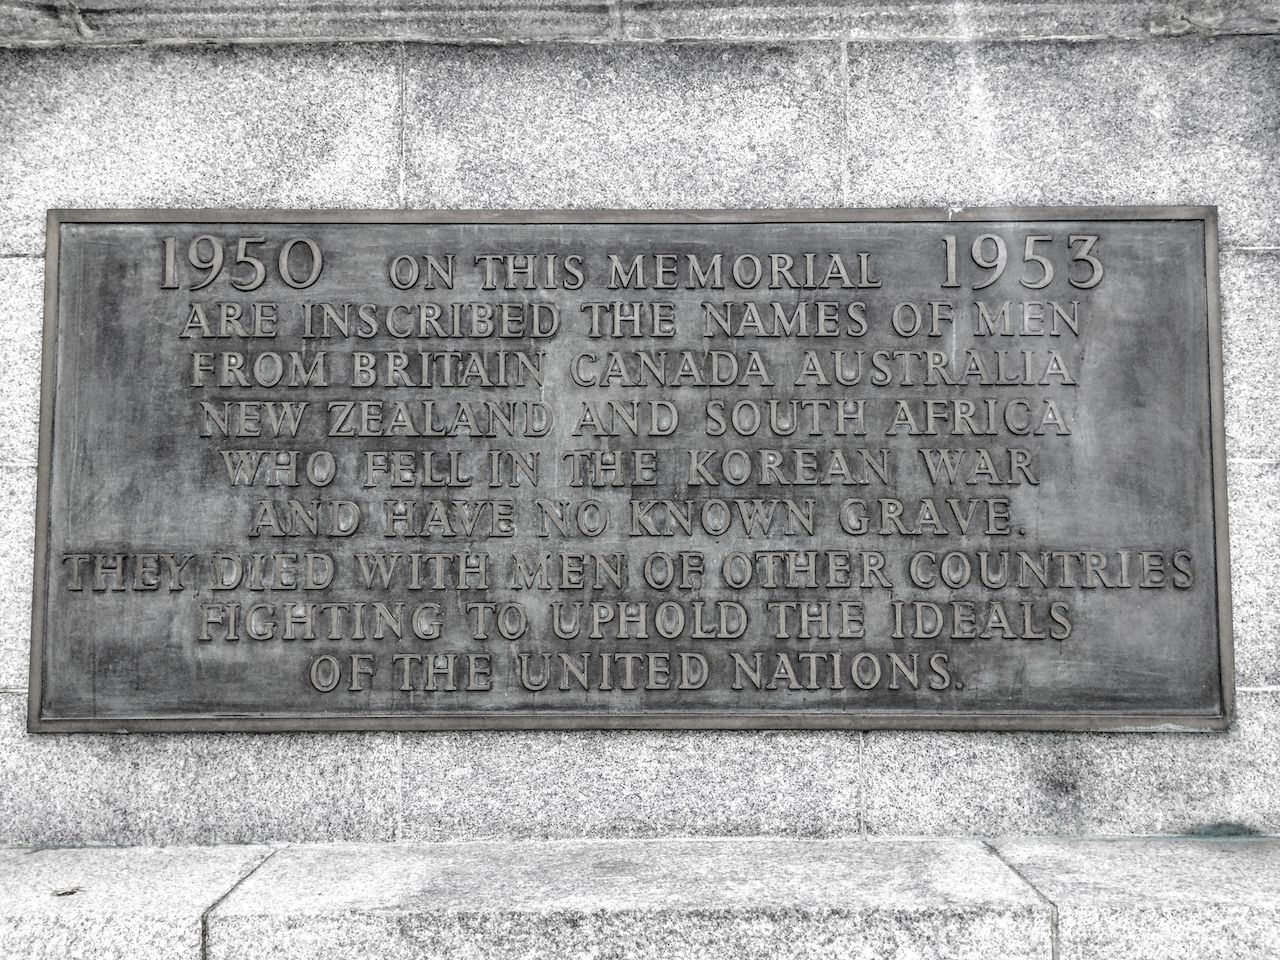 1950 ON THIS MEMORIAL 1953
ARE INSCRIBED THE NAMES OF MEN
FROM BRITAIN CANADA AUSTRALIA
NEW ZEALAND AND SOUTH AFRICA
WHO FELL IN THE KOREAN WAR
AND HAVE NO KNOWN GRAVE.
THEY DIED WITH MEN OF OTHER COUNTRIES
FIGHTING TO UPHOLD THE IDEALS
OF THE UNITED NATIONS.